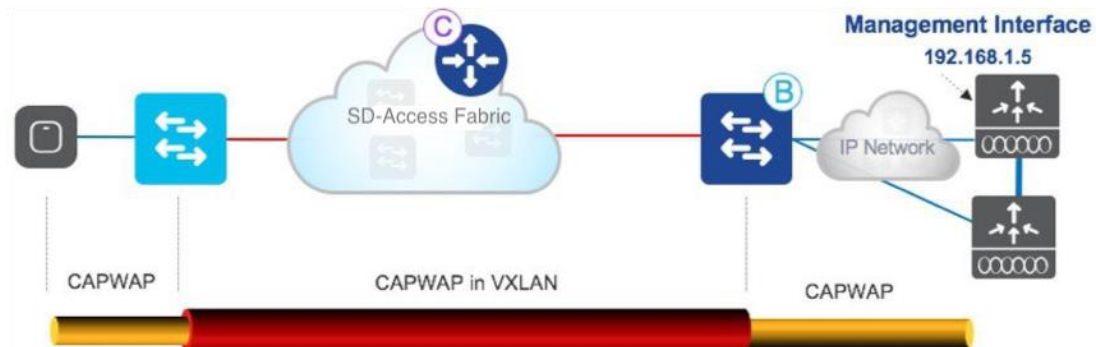 Management Interface
192.168.1.5
C
B
SD-Access Fabric
IP Network
CAPWAP
CAPWAP in VXLAN
CAPWAP